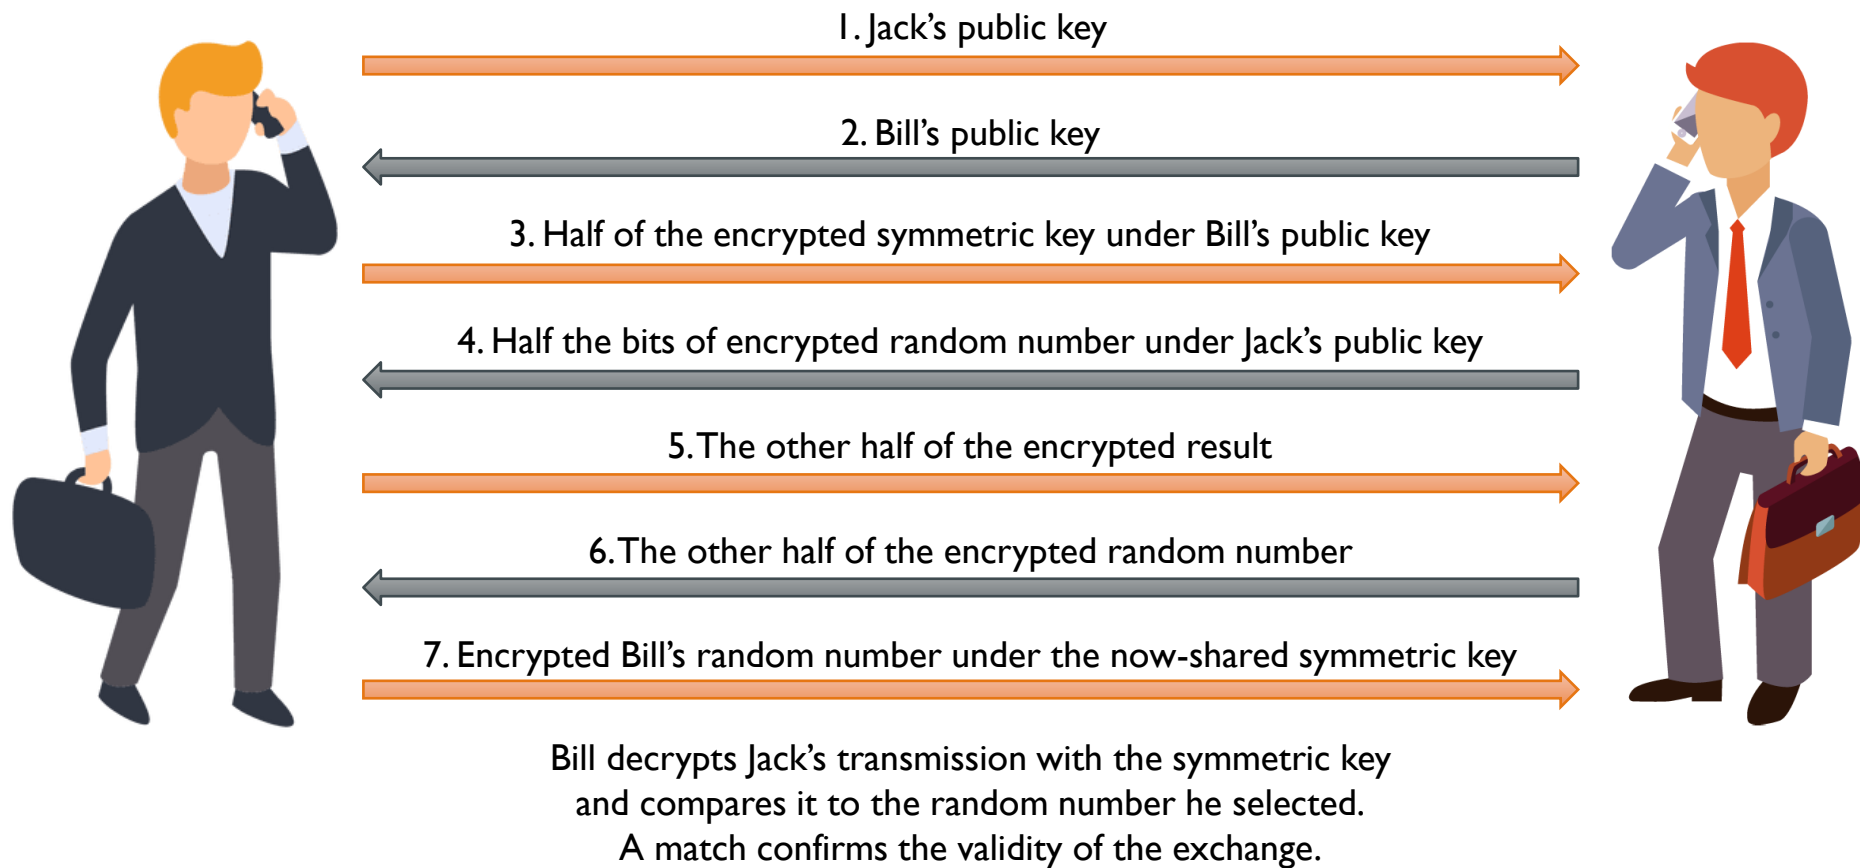 1. Jack’s public key
2. Bill’s public key
3. Half of the encrypted symmetric key under Bill’s public key
4. Half the bits of encrypted random number under Jack’s public key
5. The other half of the encrypted result
6. The other half of the encrypted random number
7. Encrypted Bill’s random number under the now-shared symmetric key
Bill decrypts Jack’s transmission with the symmetric key
and compares it to the random number he selected.
A match confirms the validity of the exchange.